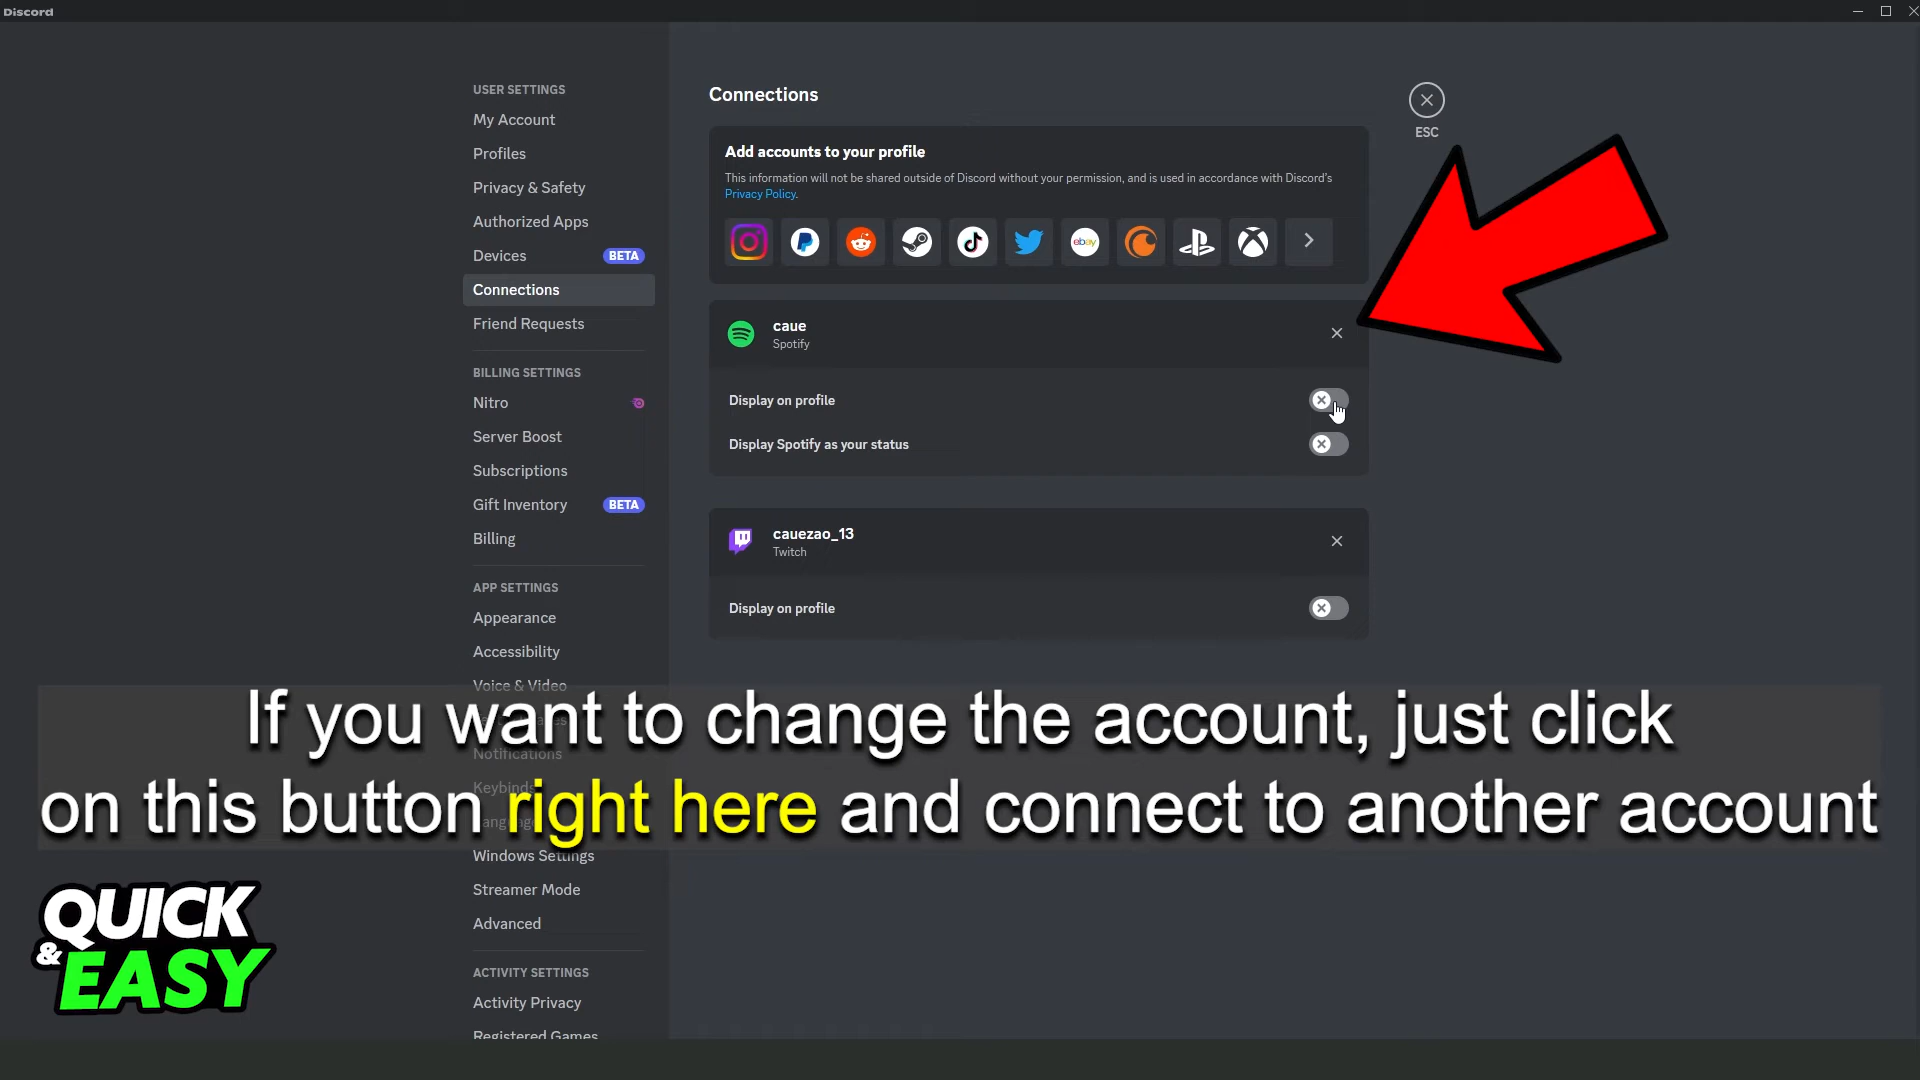 Discord
USER SETTINGS
My Account
Profiles
Privacy & Safety
Authorized Apps
Devices BETA
Connections
Friend Requests
BILLING SETTINGS
Nitro
Server Boost
Subscriptions
Gift Inventory BETA
Billing
APP SETTINGS
Appearance
Accessibility
Voice & Video
Notifications
Keybinds
Windows Settings
Streamer Mode
Advanced
ACTIVITY SETTINGS
Activity Privacy
Registered Games
Connections
ESC
Add accounts to your profile
This information will not be shared outside of Discord without your permission, and is used in accordance with Discord's
Privacy Policy.
ebay
caue
Spotify
Display on profile
Display Spotify as your status
cauezao_13
Twitch
Display on profile
If you want to change the account, just click
on this button right here and connect to another account
QUICK
& EASY